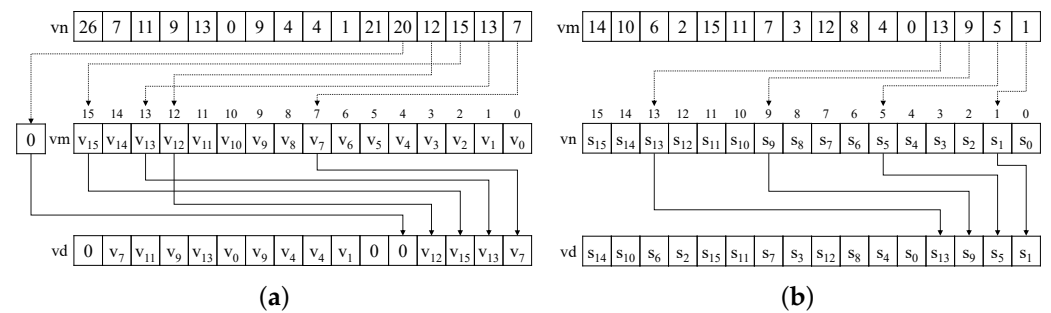 vn 26 7 11 9 13 0 9 4 4 1 21 20 12 15 13 7
15 14 13 12 11 10 9 8 7 6 5 4 3 2 1 0
0 vm v₁₅ v₁₄ v₁₃ v₁₂ v₁₁ v₁₀ v₉ v₈ v₇ v₆ v₅ v₄ v₃ v₂ v₁ v₀
vd 0 v₇ v₁₁ v₉ v₁₃ v₀ v₉ v₄ v₄ v₁ 0 0 v₁₂ v₁₅ v₁₃ v₇
(a)
vm 14 10 6 2 15 11 7 3 12 8 4 0 13 9 5 1
15 14 13 12 11 10 9 8 7 6 5 4 3 2 1 0
vn s₁₅ s₁₄ s₁₃ s₁₂ s₁₁ s₁₀ s₉ s₈ s₇ s₆ s₅ s₄ s₃ s₂ s₁ s₀
vd s₁₄ s₁₀ s₆ s₂ s₁₅ s₁₁ s₇ s₃ s₁₂ s₈ s₄ s₀ s₁₃ s₉ s₅ s₁
(b)